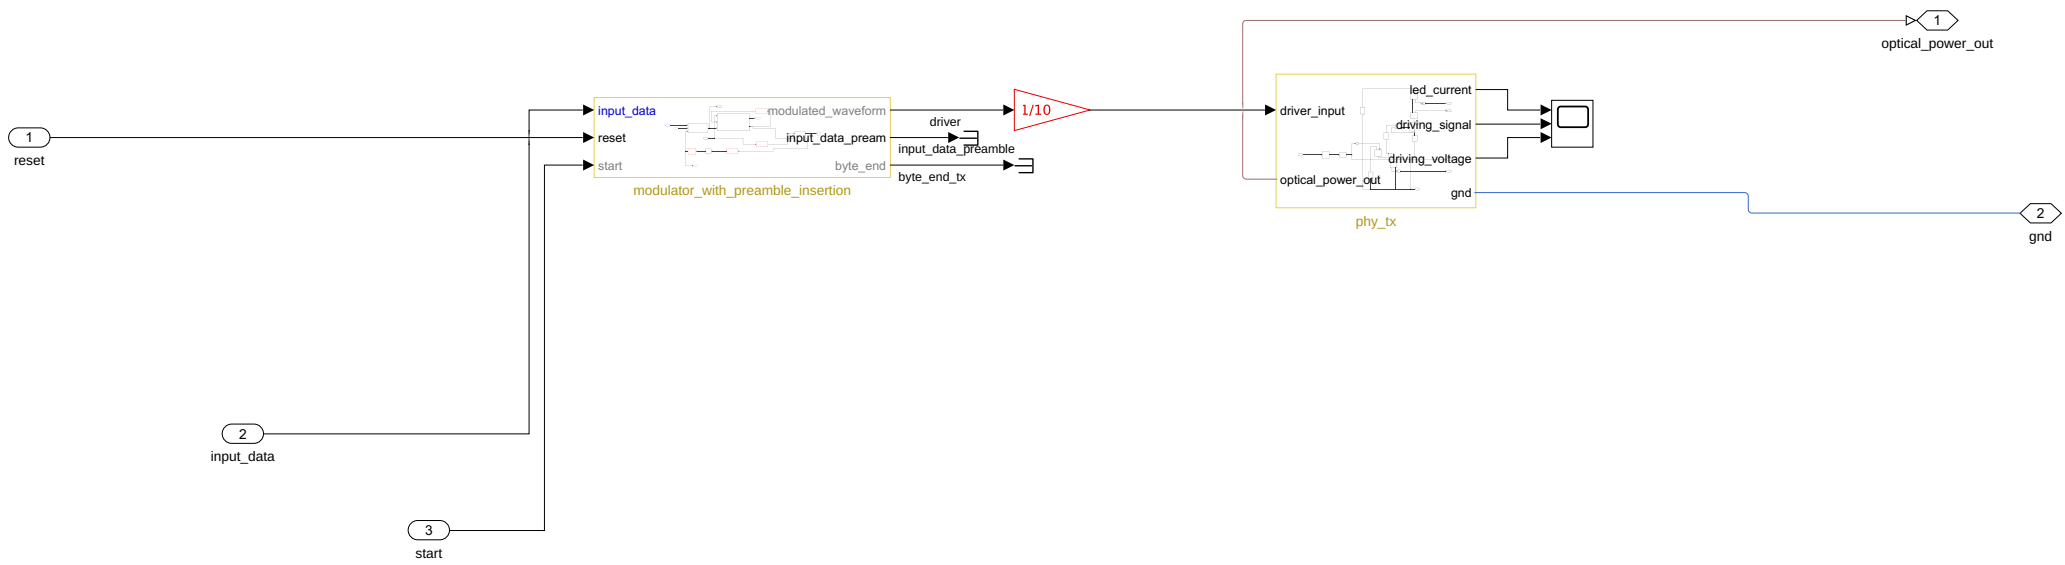 1
optical_power_out
input_data
reset
start
modulated_waveform
input_data_pream
byte_end
modulator_with_preamble_insertion
driver
input_data_preamble
byte_end_tx
1/10
driver_input
optical_power_out
led_current
driving_signal
driving_voltage
gnd
phy_tx
1
reset
2
gnd
2
input_data
3
start